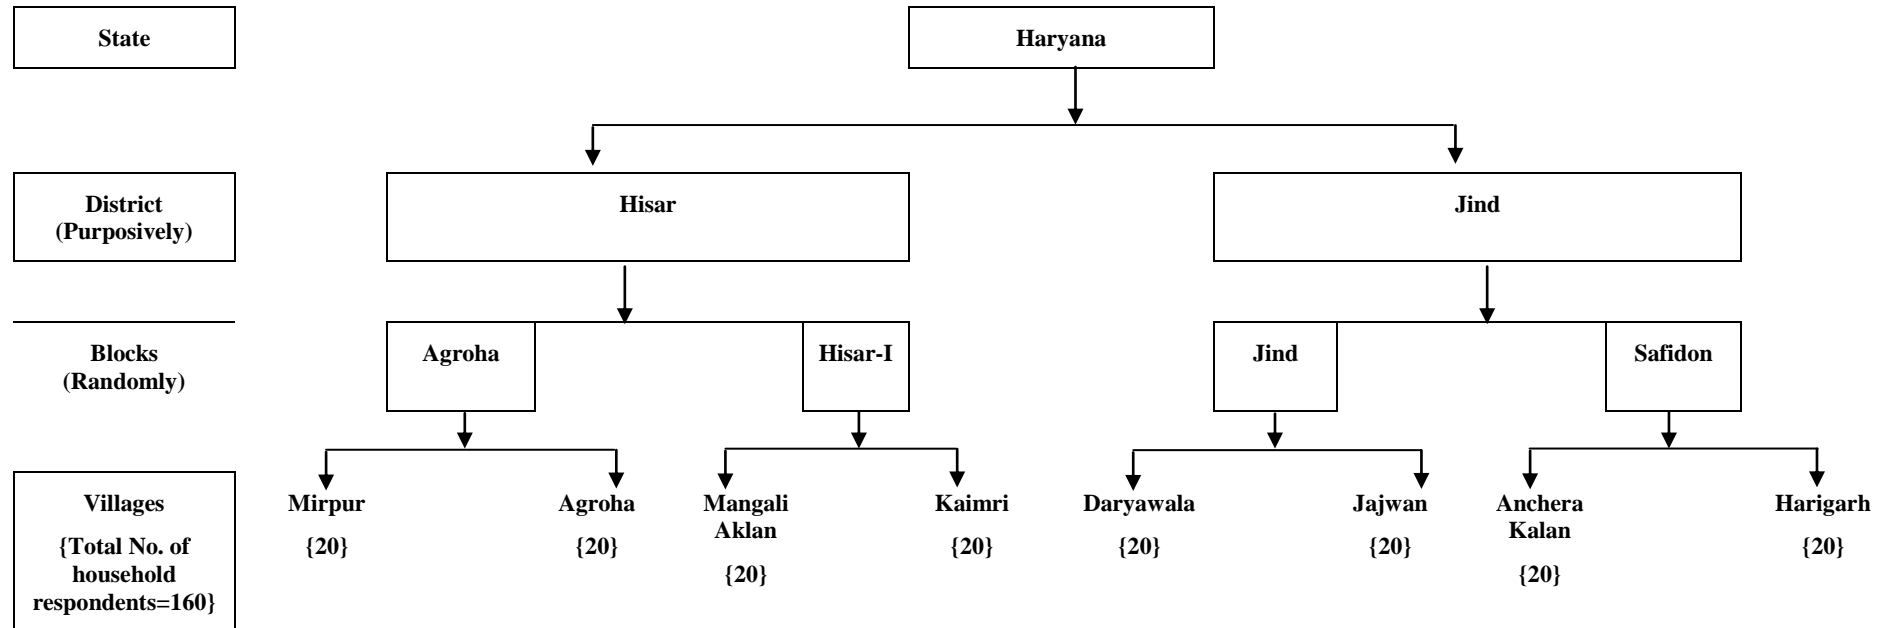 State
Haryana
District
(Purposively)
Hisar
Jind
Blocks
(Randomly)
Agroha
Hisar-I
Jind
Safidon
Villages
{Total No. of
household
respondents=160}
Mirpur
{20}
Agroha
{20}
Mangali
Aklan
{20}
Kaimri
{20}
Daryawala
{20}
Jajwan
{20}
Anchera
Kalan
{20}
Harigarh
{20}